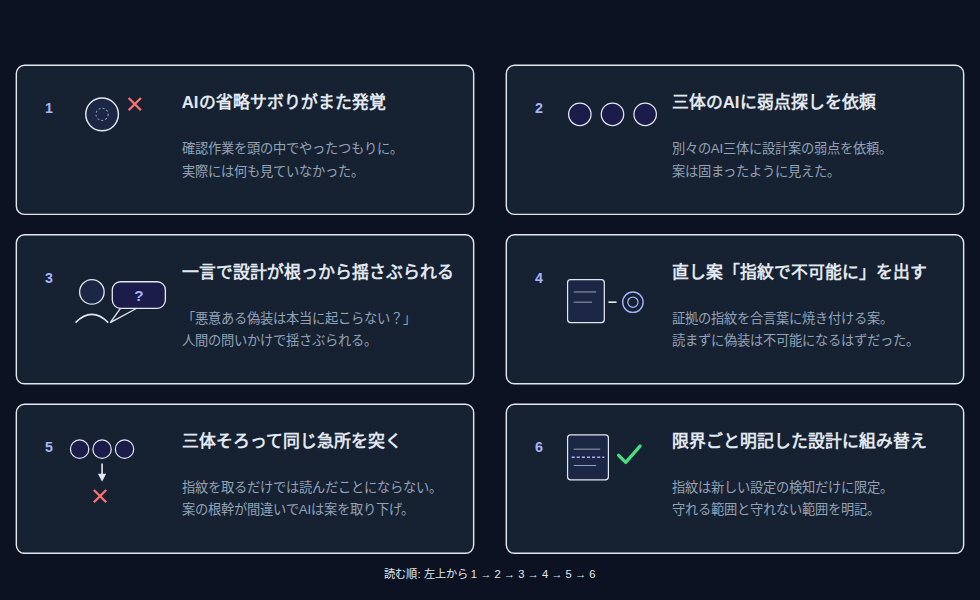 1
AIの省略サボりがまた発覚
確認作業を頭の中でやったつもりに。
実際には何も見ていなかった。
2
三体のAIに弱点探しを依頼
別々のAI三体に設計案の弱点を依頼。
案は固まったように見えた。
3
?
一言で設計が根っから揺さぶられる
「悪意ある偽装は本当に起こらない？」
人間の問いかけで揺さぶられる。
4
直し案「指紋で不可能に」を出す
証拠の指紋を合言葉に焼き付ける案。
読まずに偽装は不可能になるはずだった。
5
三体そろって同じ急所を突く
指紋を取るだけでは読んだことにならない。
案の根幹が間違いでAIは案を取り下げ。
6
限界ごと明記した設計に組み替え
指紋は新しい設定の検知だけに限定。
守れる範囲と守れない範囲を明記。
読む順: 左上から 1 → 2 → 3 → 4 → 5 → 6